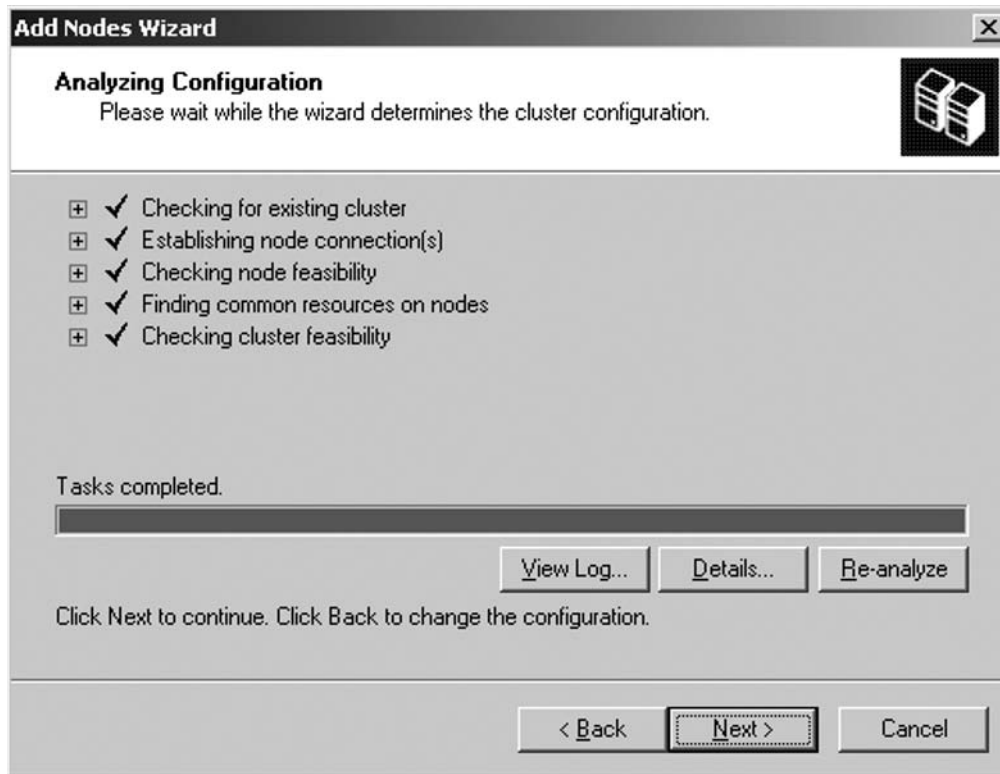 Add Nodes Wizard
Analyzing Configuration
Please wait while the wizard determines the cluster configuration.
Checking for existing cluster
Establishing node connection(s)
Checking node feasibility
Finding common resources on nodes
Checking cluster feasibility
Tasks completed.
View Log... Details... Re-analyze
Click Next to continue. Click Back to change the configuration.
< Back Next > Cancel